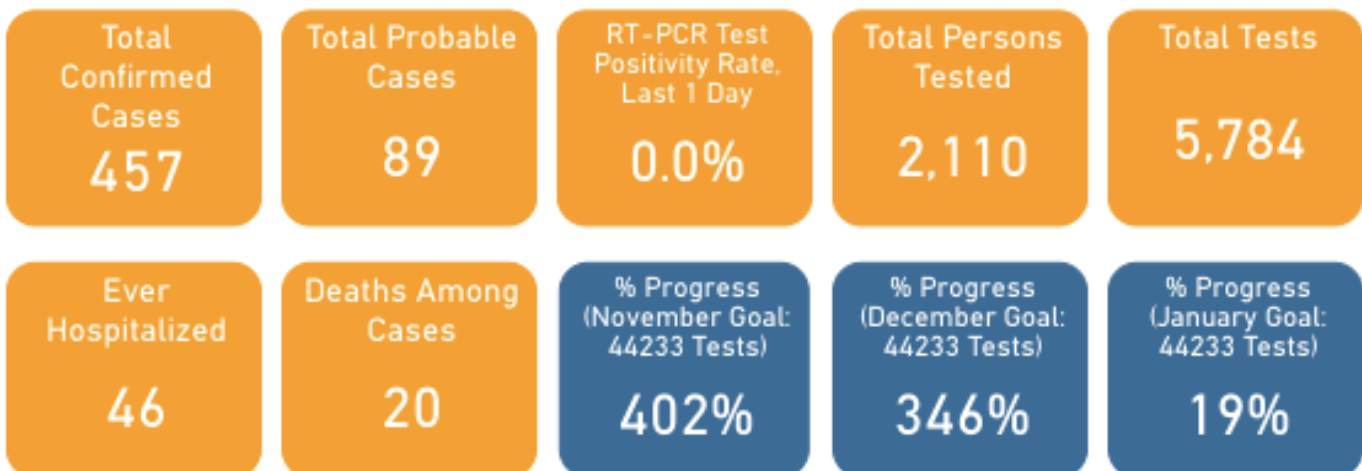 Total
Confirmed
Cases
457
Total Probable
Cases
89
RT-PCR Test
Positivity Rate,
Last 1 Day
0.0%
Total Persons
Tested
2,110
Total Tests
5,784
Ever
Hospitalized
46
Deaths Among
Cases
20
% Progress
(November Goal:
44233 Tests)
402%
% Progress
(December Goal:
44233 Tests)
346%
% Progress
(January Goal:
44233 Tests)
19%